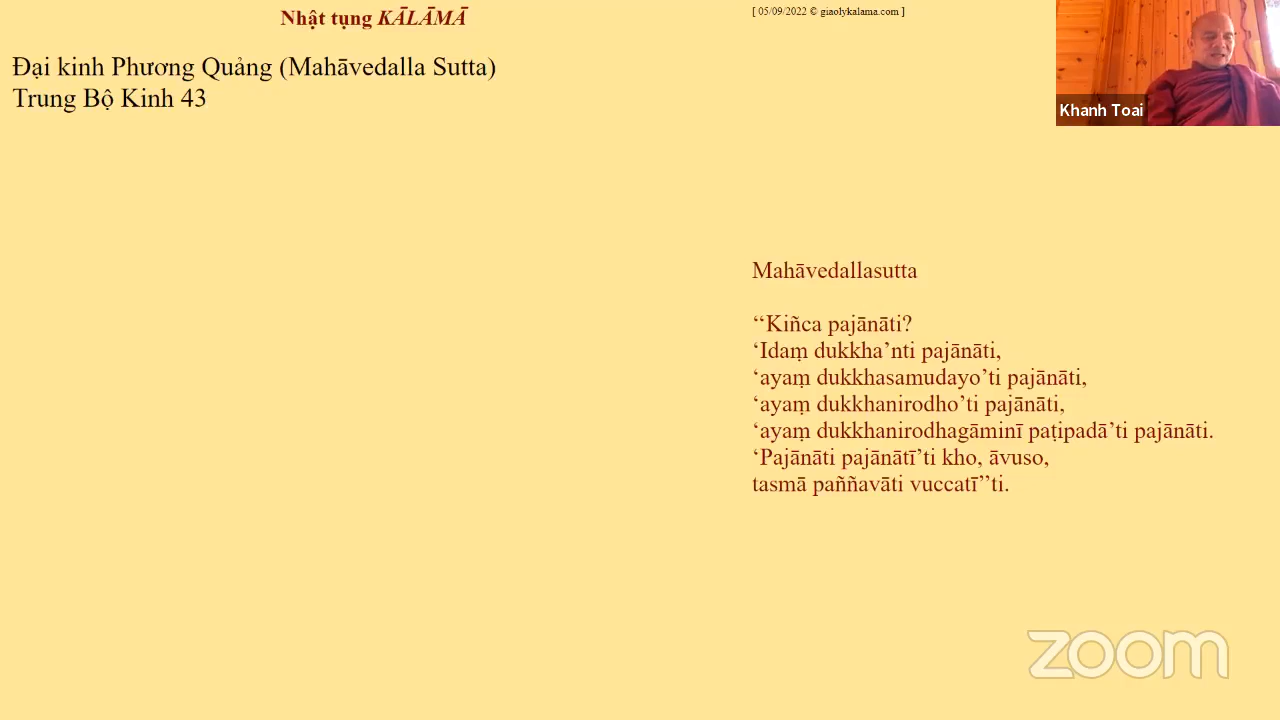 Nhật tụng KĀLĀMĀ
[ 05/09/2022 © giaolykalama.com ]
Đại kinh Phương Quảng (Mahāvedalla Sutta)
Trung Bộ Kinh 43
Khanh Toai
Mahāvedallasutta
“Kiñca pajānāti?
‘Idaṃ dukkha’nti pajānāti,
‘ayaṃ dukkhasamudayo’ti pajānāti,
‘ayaṃ dukkhanirodho’ti pajānāti,
‘ayaṃ dukkhanirodhagāminī paṭipadā’ti pajānāti.
‘Pajānāti pajānātī’ti kho, āvuso,
tasmā paññavāti vuccatī”ti.
zoom